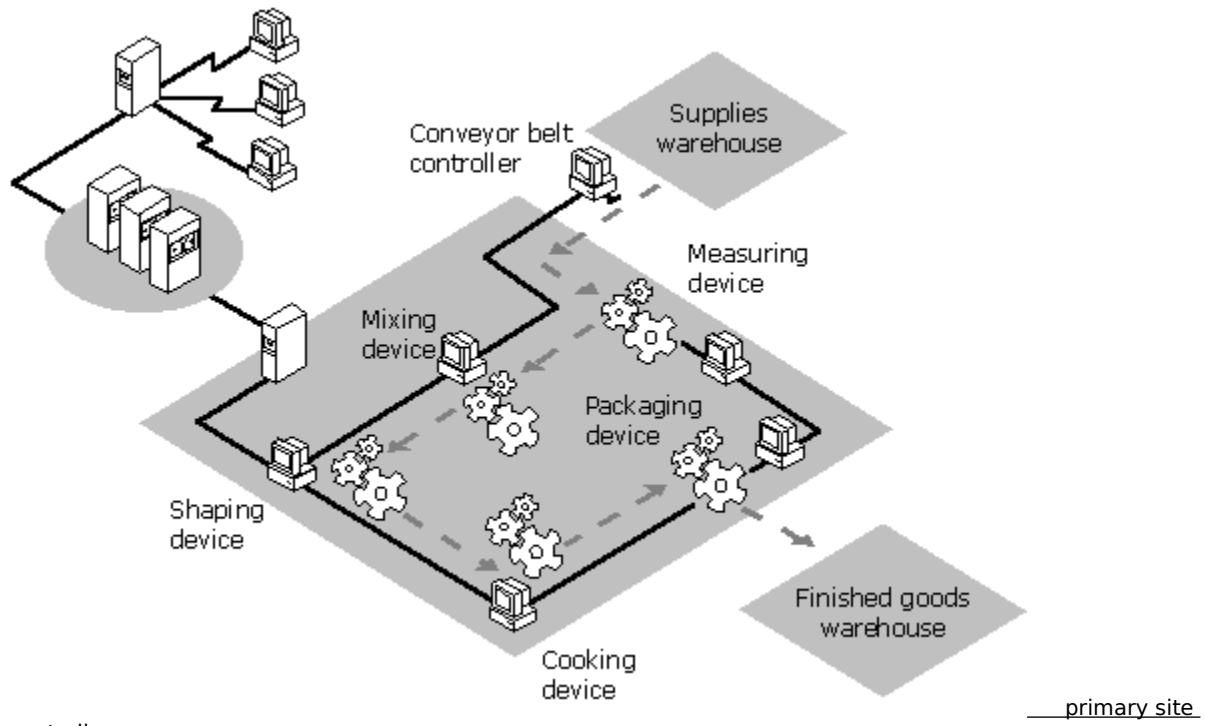 Supplies
warehouse
Conveyor belt
controller
Measuring
device
Mixing
device
Packaging
device
Shaping
device
Finished goods
warehouse
Cooking
device
primary site